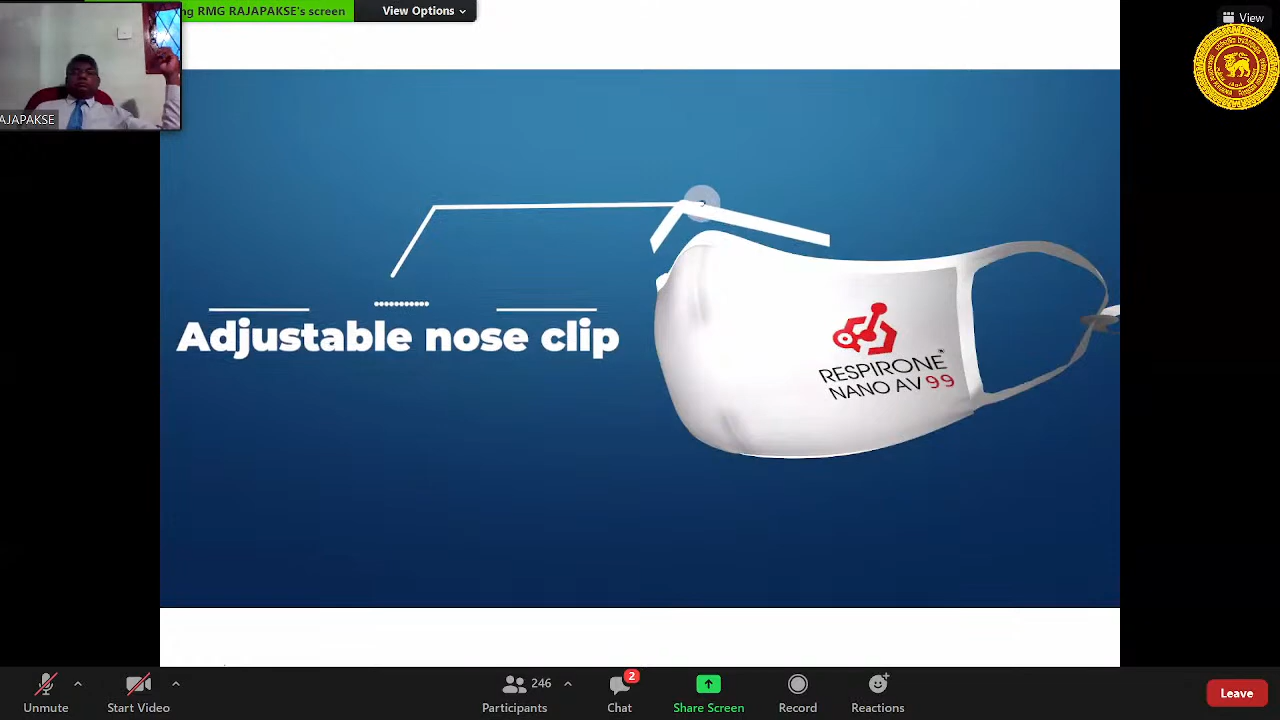 ng RMG RAJAPAKSE's screen
View Options
View
AJAPAKSE
Adjustable nose clip
RESPIRONE
NANO AV 99
246
2
Unmute
Start Video
Participants
Chat
Share Screen
Record
Reactions
Leave